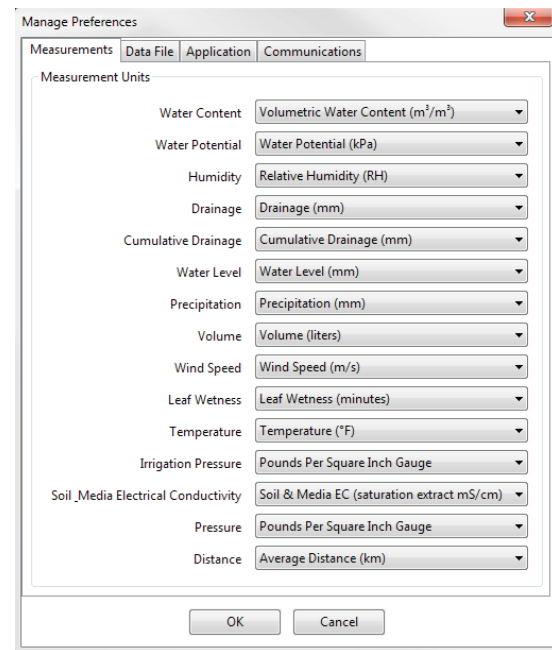 Manage Preferences
Measurements Data File Application Communications
Measurement Units
Water Content Volumetric Water Content (m³/m³)
Water Potential Water Potential (kPa)
Humidity Relative Humidity (RH)
Drainage Drainage (mm)
Cumulative Drainage Cumulative Drainage (mm)
Water Level Water Level (mm)
Precipitation Precipitation (mm)
Volume Volume (liters)
Wind Speed Wind Speed (m/s)
Leaf Wetness Leaf Wetness (minutes)
Temperature Temperature (°F)
Irrigation Pressure Pounds Per Square Inch Gauge
Soil_Media Electrical Conductivity Soil & Media EC (saturation extract mS/cm)
Pressure Pounds Per Square Inch Gauge
Distance Average Distance (km)
OK Cancel